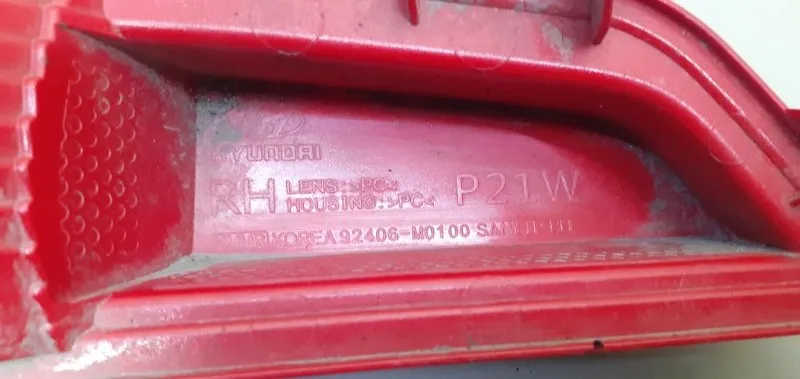 HYUNDAI
RH LENS:>PC<
HOUSING:>PC< P21W
KOREA 92406-M0100